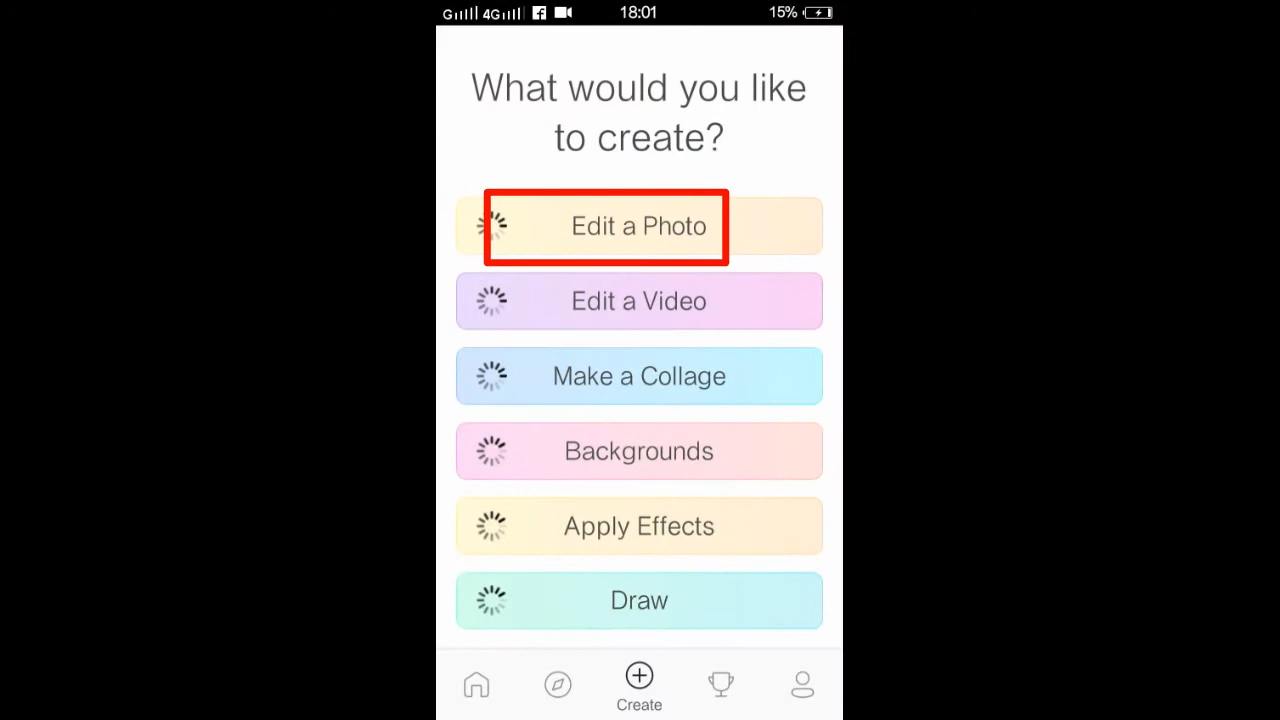 G 4G f 18:01 15%
What would you like
to create?
Edit a Photo
Edit a Video
Make a Collage
Backgrounds
Apply Effects
Draw
Create